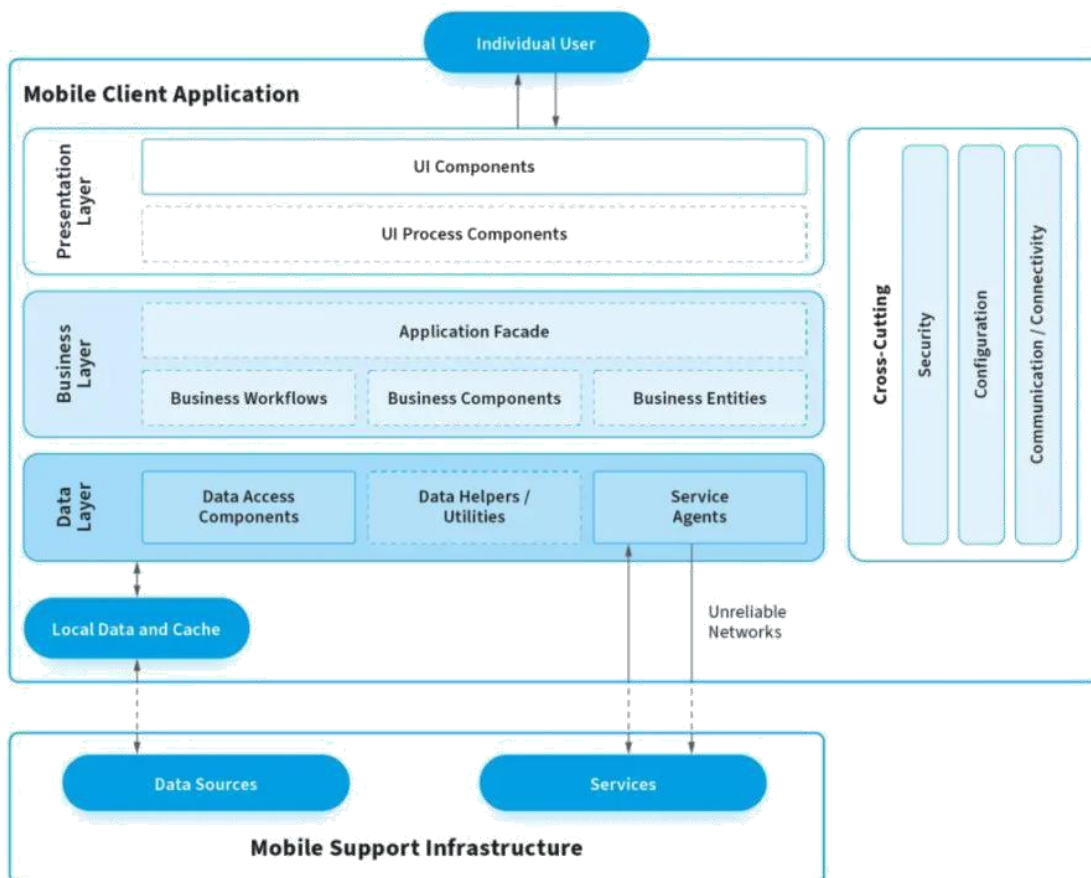 Individual User
Mobile Client Application
Presentation
Layer
UI Components
UI Process Components
Business
Layer
Application Facade
Business Workflows
Business Components
Business Entities
Data
Layer
Data Access
Components
Data Helpers /
Utilities
Service
Agents
Cross-Cutting
Security
Configuration
Communication / Connectivity
Local Data and Cache
Unreliable
Networks
Data Sources
Services
Mobile Support Infrastructure